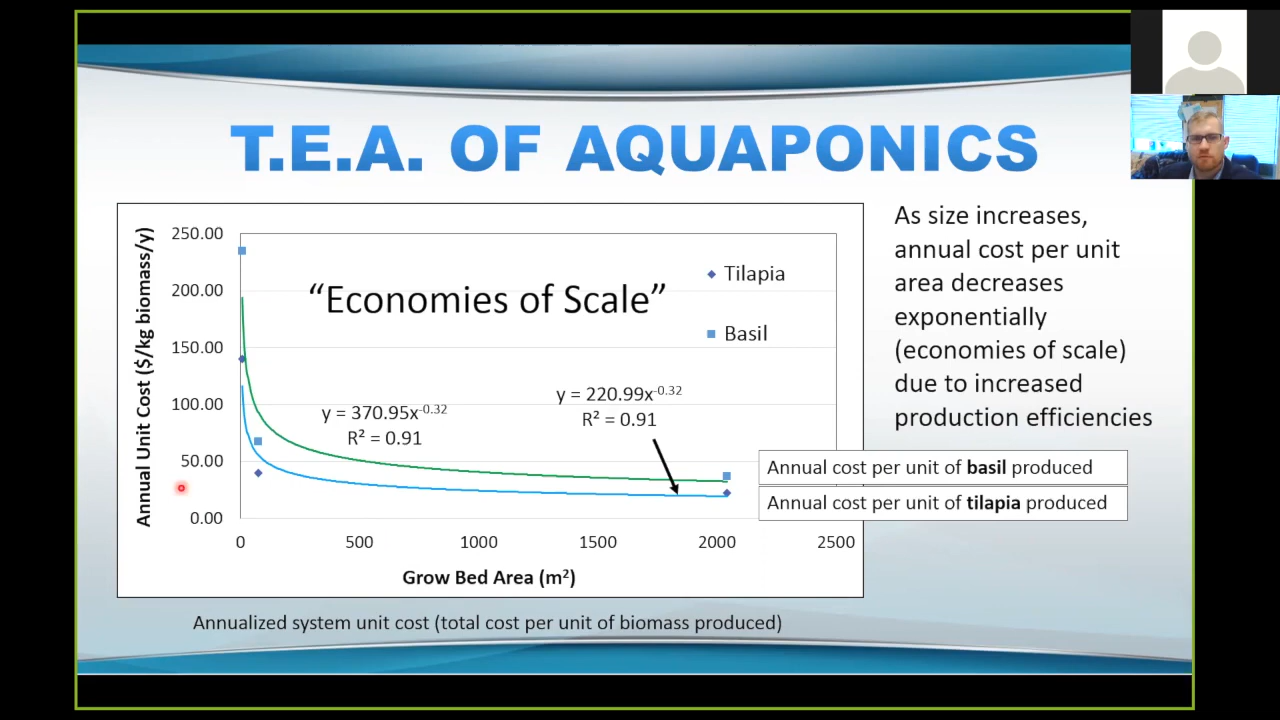 T.E.A. OF AQUAPONICS
As size increases,
annual cost per unit
area decreases
exponentially
(economies of scale)
due to increased
production efficiencies
Annual Unit Cost ($/kg biomass/y)
250.00
200.00
150.00
100.00
50.00
0.00
“Economies of Scale”
Tilapia
Basil
y = 370.95x^-0.32
R² = 0.91
y = 220.99x^-0.32
R² = 0.91
Annual cost per unit of basil produced
Annual cost per unit of tilapia produced
0 500 1000 1500 2000 2500
Grow Bed Area (m²)
Annualized system unit cost (total cost per unit of biomass produced)